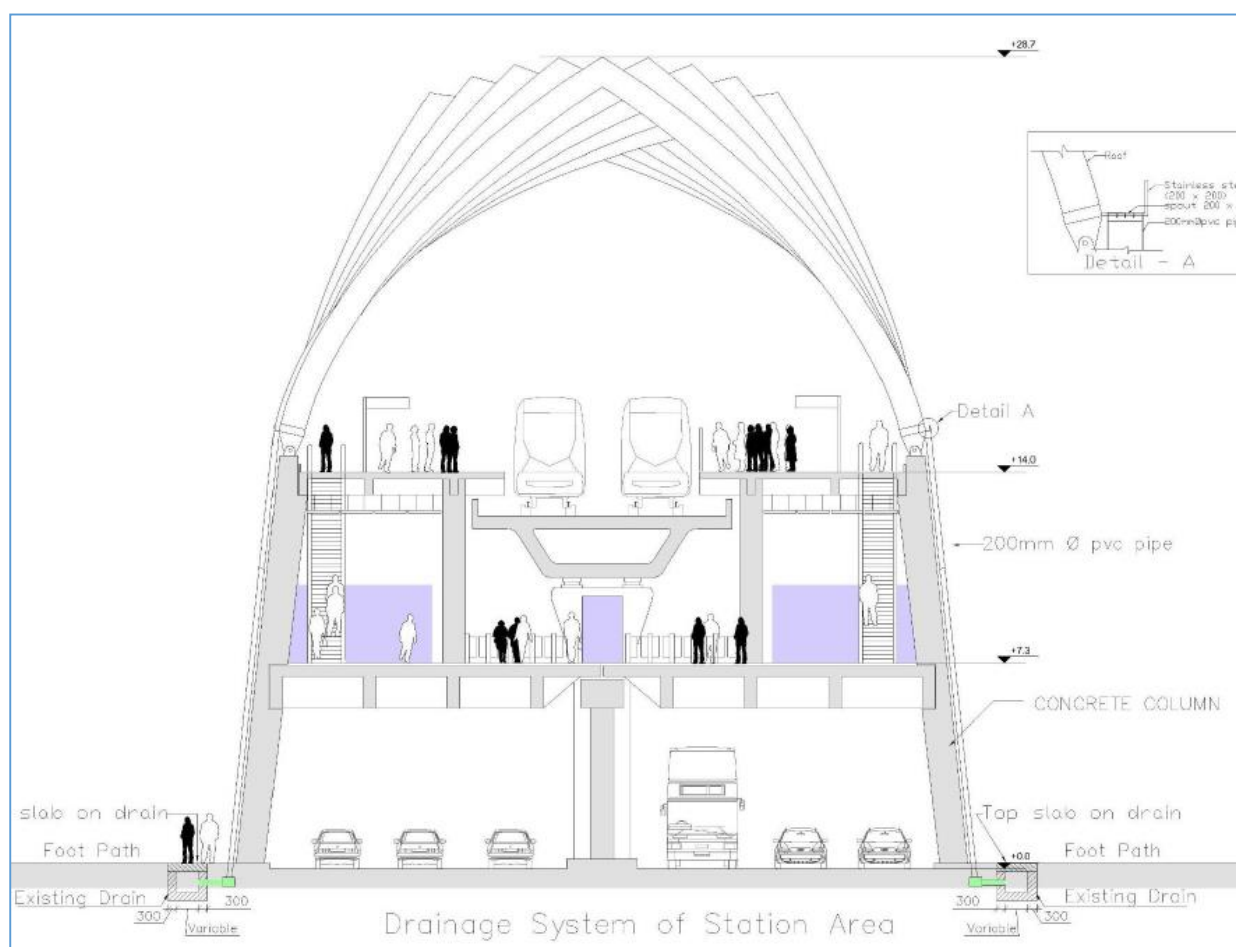 +28.7
Roof
Stainless ste
(200 x 200)
spout 200 x
200mmØpvc pip
Detail - A
Detail A
+14.0
200mm Ø pvc pipe
+7.3
CONCRETE COLUMN
slab on drain
Top slab on drain
Foot Path
+0.0
Foot Path
Existing Drain
Existing Drain
300
300
300
300
Variable
Variable
Drainage System of Station Area